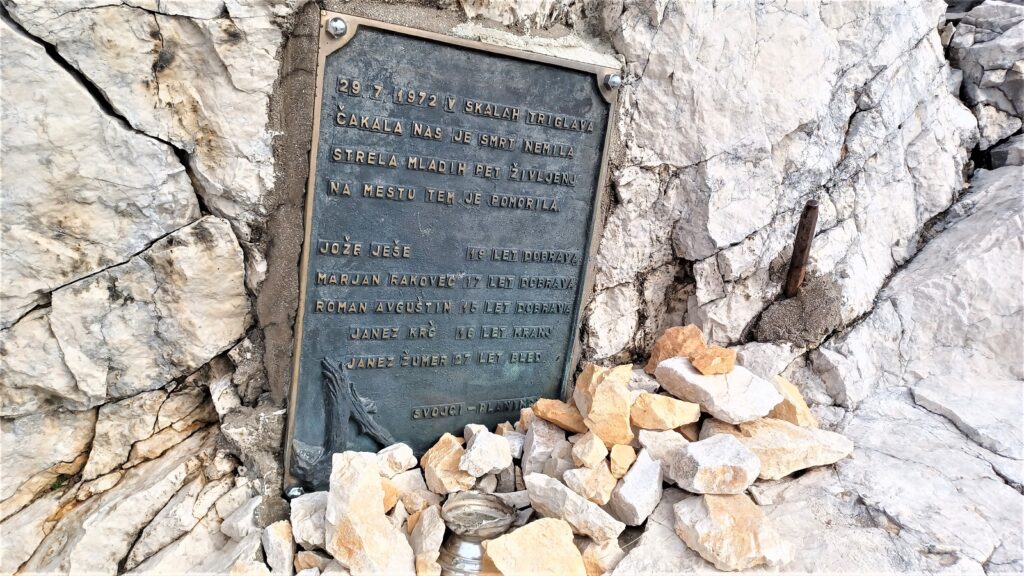 29.7.1972 V SKALAH TRIGLAVA
ČAKALA NAS JE SMRT NEMILA
STRELA MLADIH PET ŽIVLJENJ
NA MESTU TEM JE POMORILA.
JOŽE JEŠE LET DOBRAVA
MARJAN RAKOVEC 17 LET DOBRAVA
ROMAN AVGUŠTIN 15 LET DOBRAVA
JANEZ KRČ 16 LET KRANJ
JANEZ ŽUMER 27 LET BLED
SVOJCI-